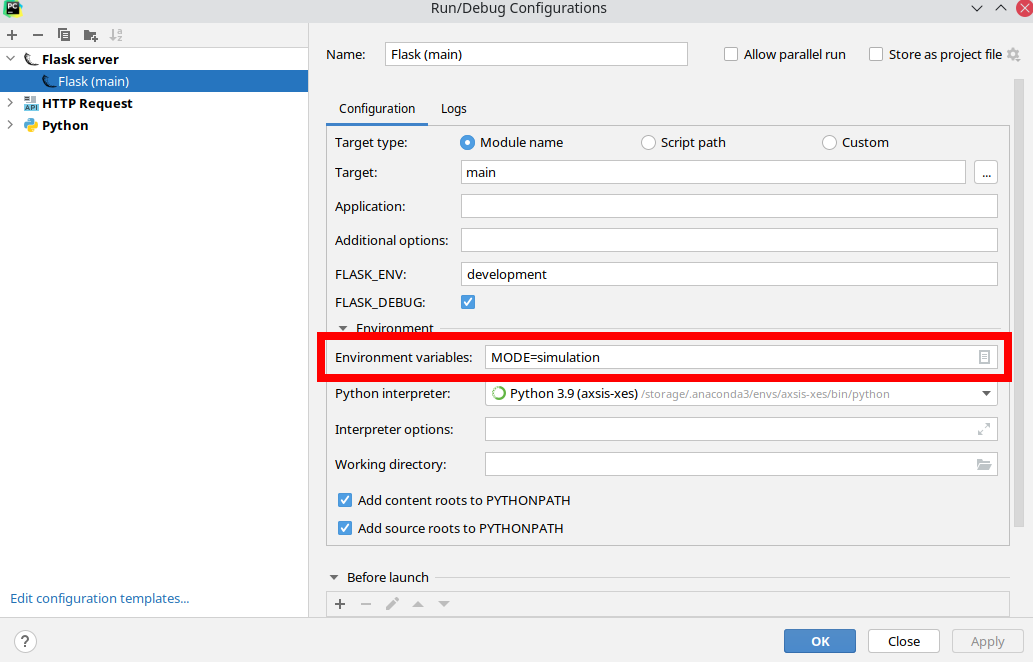 PC
Run/Debug Configurations
Flask server
Flask (main)
API
HTTP Request
Python
Edit configuration templates...
Name:
Flask (main)
Allow parallel run
Store as project file
Configuration
Logs
Target type:
Module name
Script path
Custom
Target:
main
...
Application:
Additional options:
FLASK_ENV:
development
FLASK_DEBUG:
Environment
Environment variables:
MODE=simulation
Python interpreter:
Python 3.9 (axsis-xes) /storage/.anaconda3/envs/axsis-xes/bin/python
Interpreter options:
Working directory:
Add content roots to PYTHONPATH
Add source roots to PYTHONPATH
Before launch
?
OK
Close
Apply